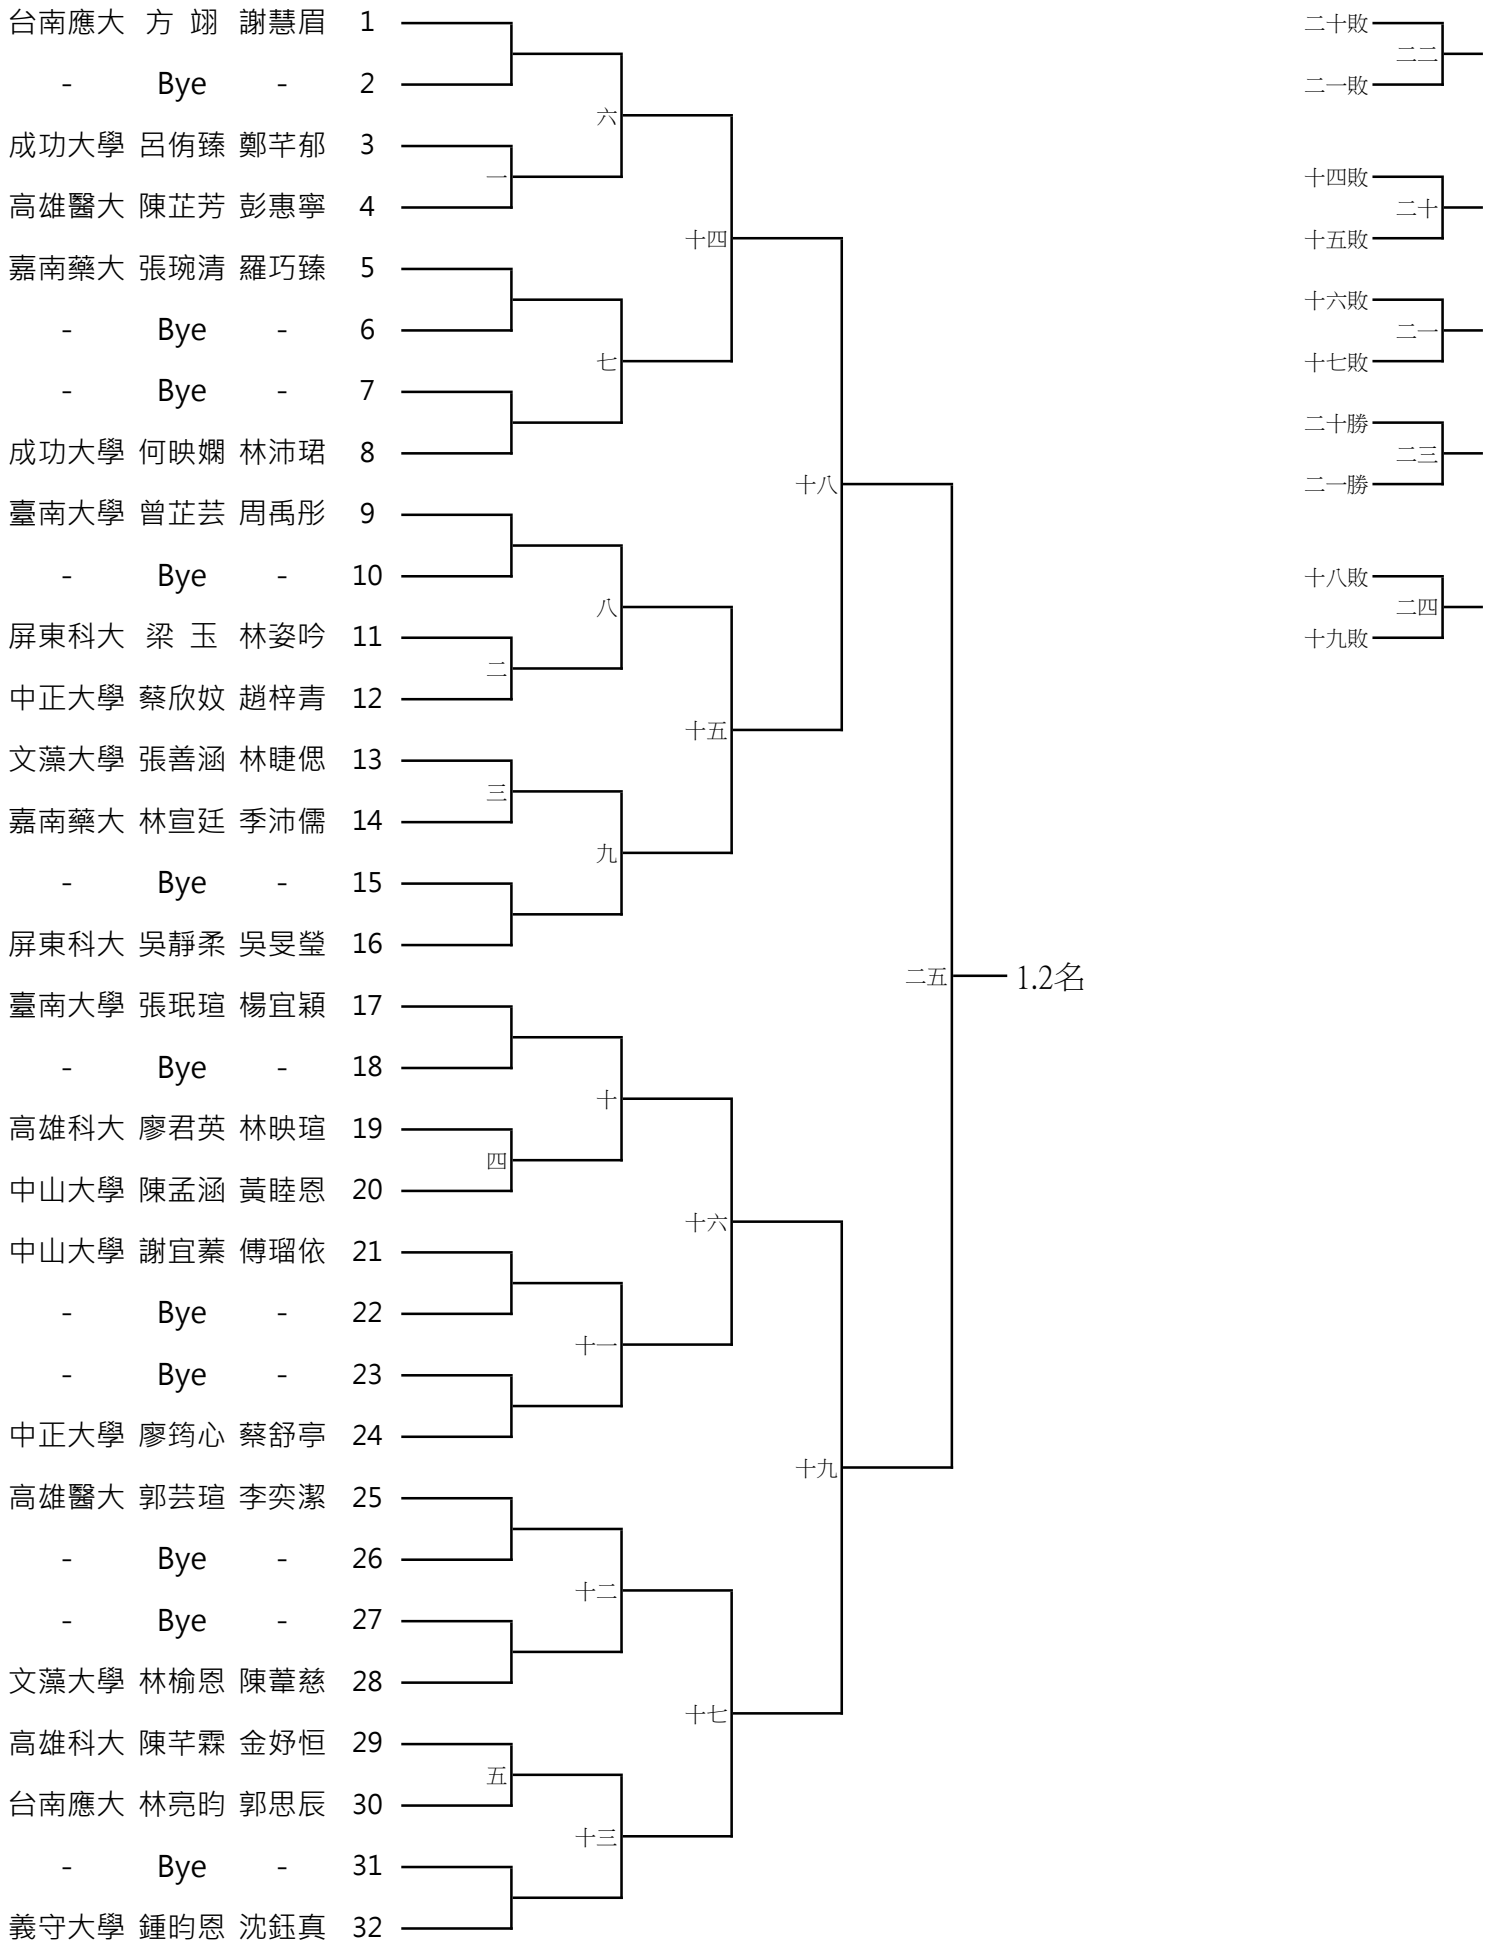 台南應大 方 翊 謝慧眉 1
- Bye - 2
成功大學 呂侑臻 鄭芊郁 3
高雄醫大 陳芷芳 彭惠寧 4
嘉南藥大 張琬清 羅巧臻 5
- Bye - 6
- Bye - 7
成功大學 何映嫻 林沛珺 8
臺南大學 曾芷芸 周禹彤 9
- Bye - 10
屏東科大 梁 玉 林姿吟 11
中正大學 蔡欣妏 趙梓青 12
文藻大學 張善涵 林睫偲 13
嘉南藥大 林宣廷 季沛儒 14
- Bye - 15
屏東科大 吳靜柔 吳旻瑩 16
臺南大學 張珉瑄 楊宜穎 17
- Bye - 18
高雄科大 廖君英 林映瑄 19
中山大學 陳孟涵 黃睦恩 20
中山大學 謝宜蓁 傅瑠依 21
- Bye - 22
- Bye - 23
中正大學 廖筠心 蔡舒亭 24
高雄醫大 郭芸瑄 李奕潔 25
- Bye - 26
- Bye - 27
文藻大學 林榆恩 陳葦慈 28
高雄科大 陳芊霖 金妤恒 29
台南應大 林亮昀 郭思辰 30
- Bye - 31
義守大學 鍾昀恩 沈鈺真 32
一
二
三
四
五
六
七
八
九
十
十一
十二
十三
十四
十五
十六
十七
十八
十九
二五
1.2名
二十敗
二二
二一敗
十四敗
二十
十五敗
十六敗
二一
十七敗
二十勝
二三
二一勝
十八敗
二四
十九敗